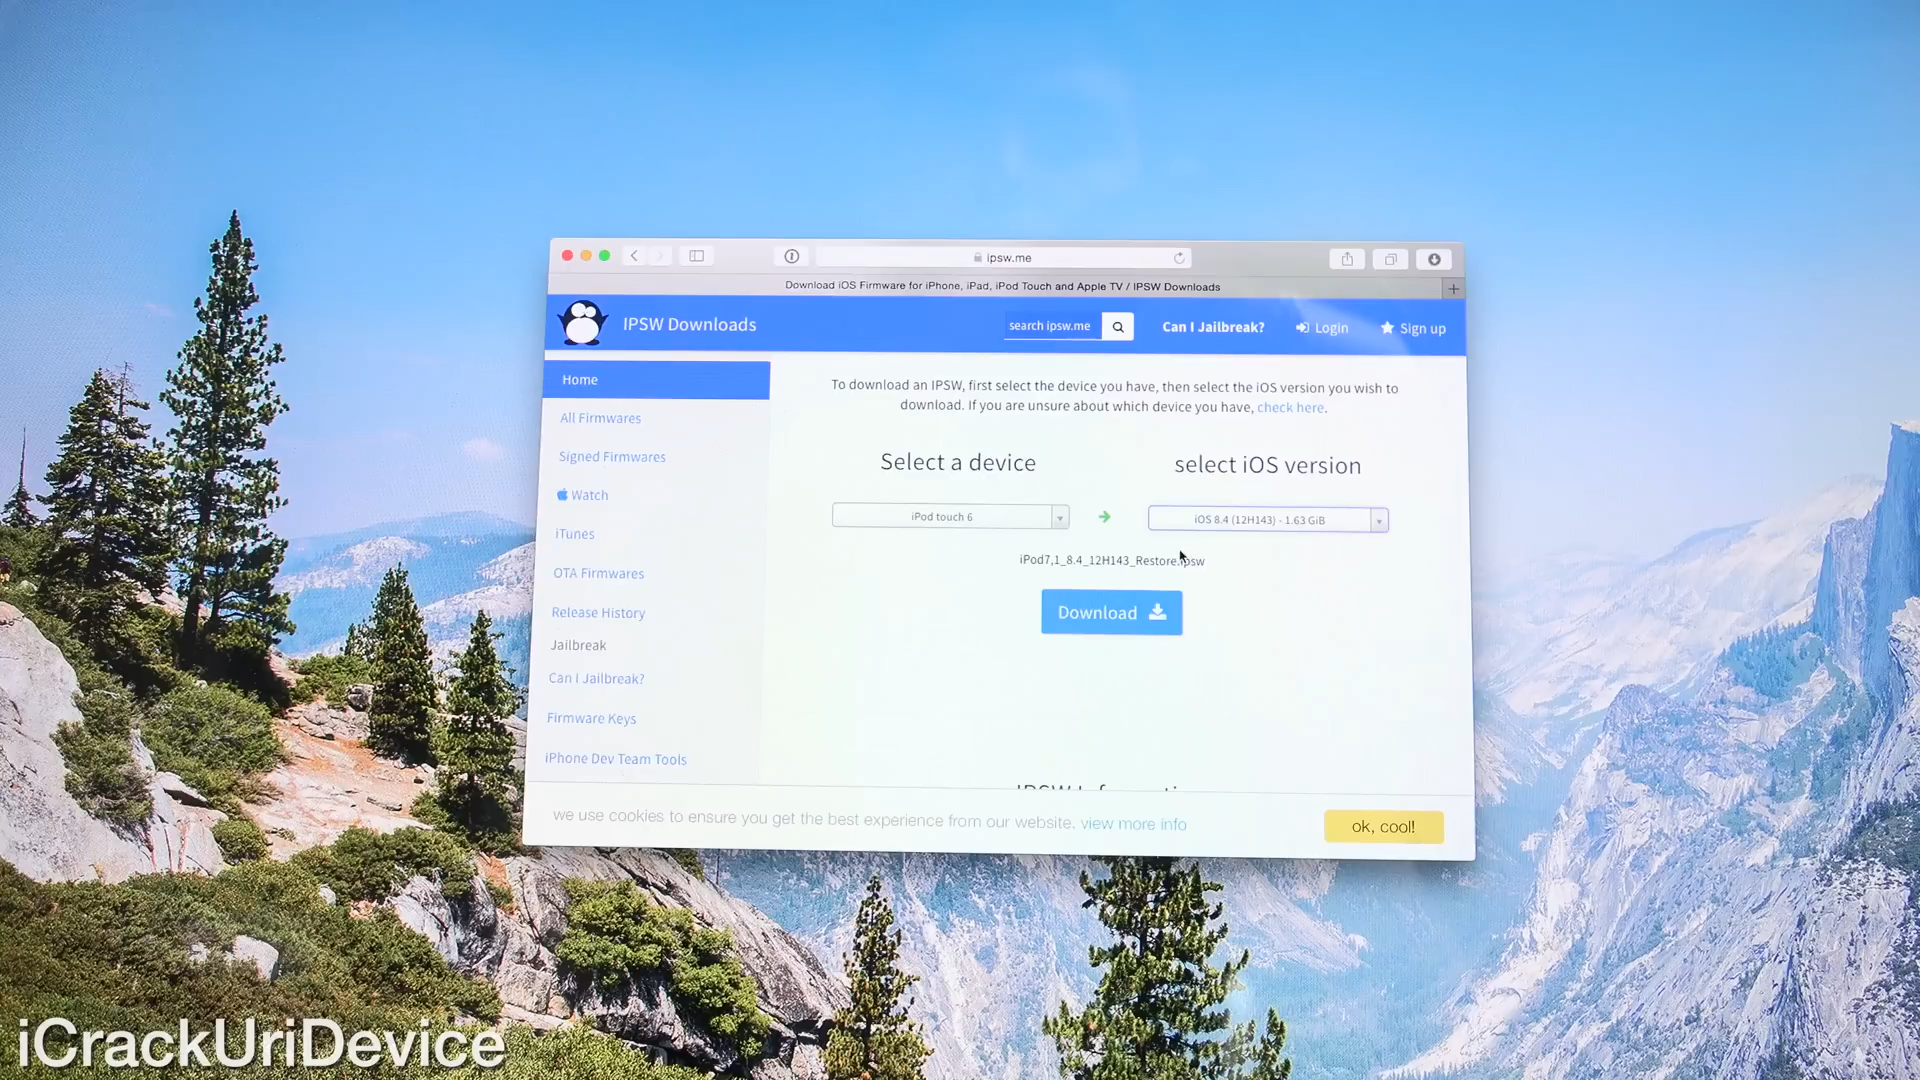 ipsw.me
Download iOS Firmware for iPhone, iPad, iPod Touch and Apple TV / IPSW Downloads
IPSW Downloads
search ipsw.me
Can I Jailbreak?
Login
Sign up
Home
All Firmwares
Signed Firmwares
Watch
iTunes
OTA Firmwares
Release History
Jailbreak
Can I Jailbreak?
Firmware Keys
iPhone Dev Team Tools
To download an IPSW, first select the device you have, then select the iOS version you wish to
download. If you are unsure about which device you have, check here.
Select a device
select iOS version
iPod touch 6
iOS 8.4 (12H143) - 1.63 GiB
iPod7,1_8.4_12H143_Restore.ipsw
Download
we use cookies to ensure you get the best experience from our website. view more info
ok, cool!
iCrackUriDevice